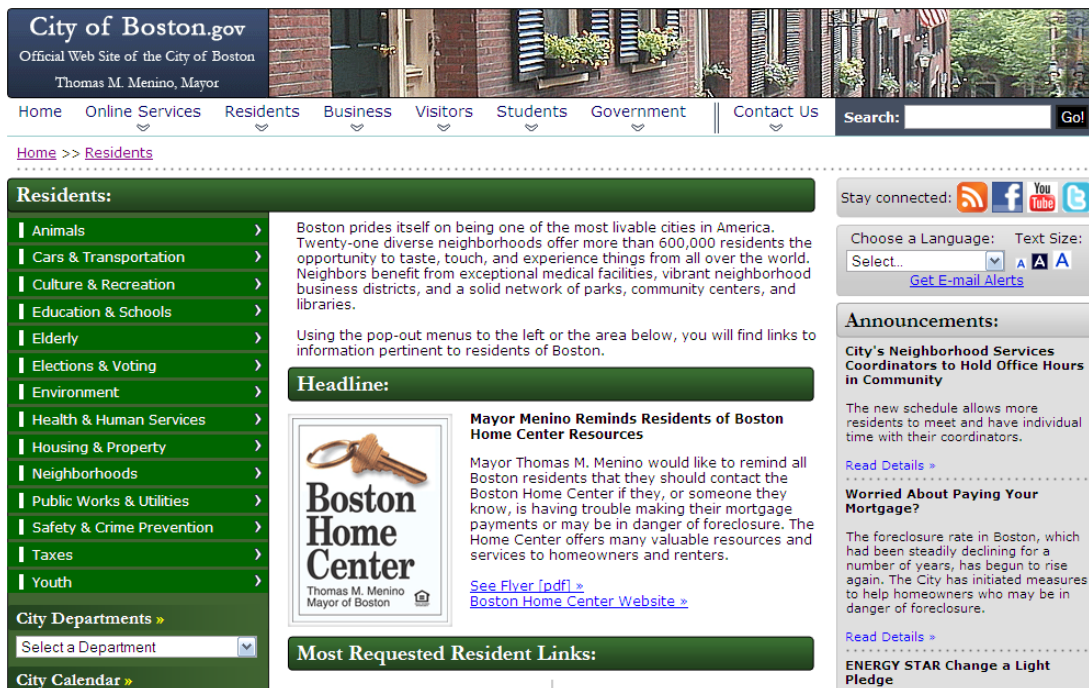 City of Boston.gov
Official Web Site of the City of Boston
Thomas M. Menino, Mayor
Home
Online Services
Residents
Business
Visitors
Students
Government
Contact Us
Search:
Go!
Home >> Residents
Residents:
Animals
Cars & Transportation
Culture & Recreation
Education & Schools
Elderly
Elections & Voting
Environment
Health & Human Services
Housing & Property
Neighborhoods
Public Works & Utilities
Safety & Crime Prevention
Taxes
Youth
City Departments »
Select a Department
City Calendar »
Boston prides itself on being one of the most livable cities in America.
Twenty-one diverse neighborhoods offer more than 600,000 residents the
opportunity to taste, touch, and experience things from all over the world.
Neighbors benefit from exceptional medical facilities, vibrant neighborhood
business districts, and a solid network of parks, community centers, and
libraries.
Using the pop-out menus to the left or the area below, you will find links to
information pertinent to residents of Boston.
Headline:
Boston
Home
Center
Thomas M. Menino
Mayor of Boston
Mayor Menino Reminds Residents of Boston
Home Center Resources
Mayor Thomas M. Menino would like to remind all
Boston residents that they should contact the
Boston Home Center if they, or someone they
know, is having trouble making their mortgage
payments or may be in danger of foreclosure. The
Home Center offers many valuable resources and
services to homeowners and renters.
See Flyer [pdf] »
Boston Home Center Website »
Most Requested Resident Links:
Stay connected:
You
Tube
Choose a Language:
Text Size:
Select...
A A A
Get E-mail Alerts
Announcements:
City's Neighborhood Services
Coordinators to Hold Office Hours
in Community
The new schedule allows more
residents to meet and have individual
time with their coordinators.
Read Details »
Worried About Paying Your
Mortgage?
The foreclosure rate in Boston, which
had been steadily declining for a
number of years, has begun to rise
again. The City has initiated measures
to help homeowners who may be in
danger of foreclosure.
Read Details »
ENERGY STAR Change a Light
Pledge